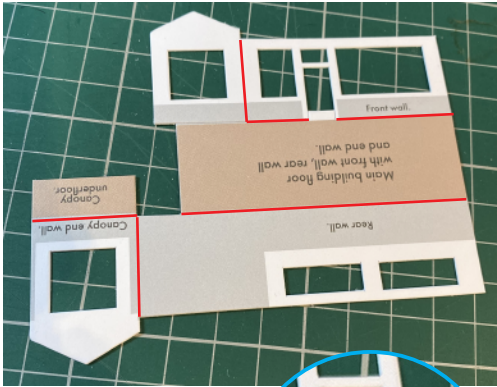 Front wall.
Main building floor
with front wall, rear wall
and end wall.
Canopy
underfloor.
Canopy end wall.
Rear wall.